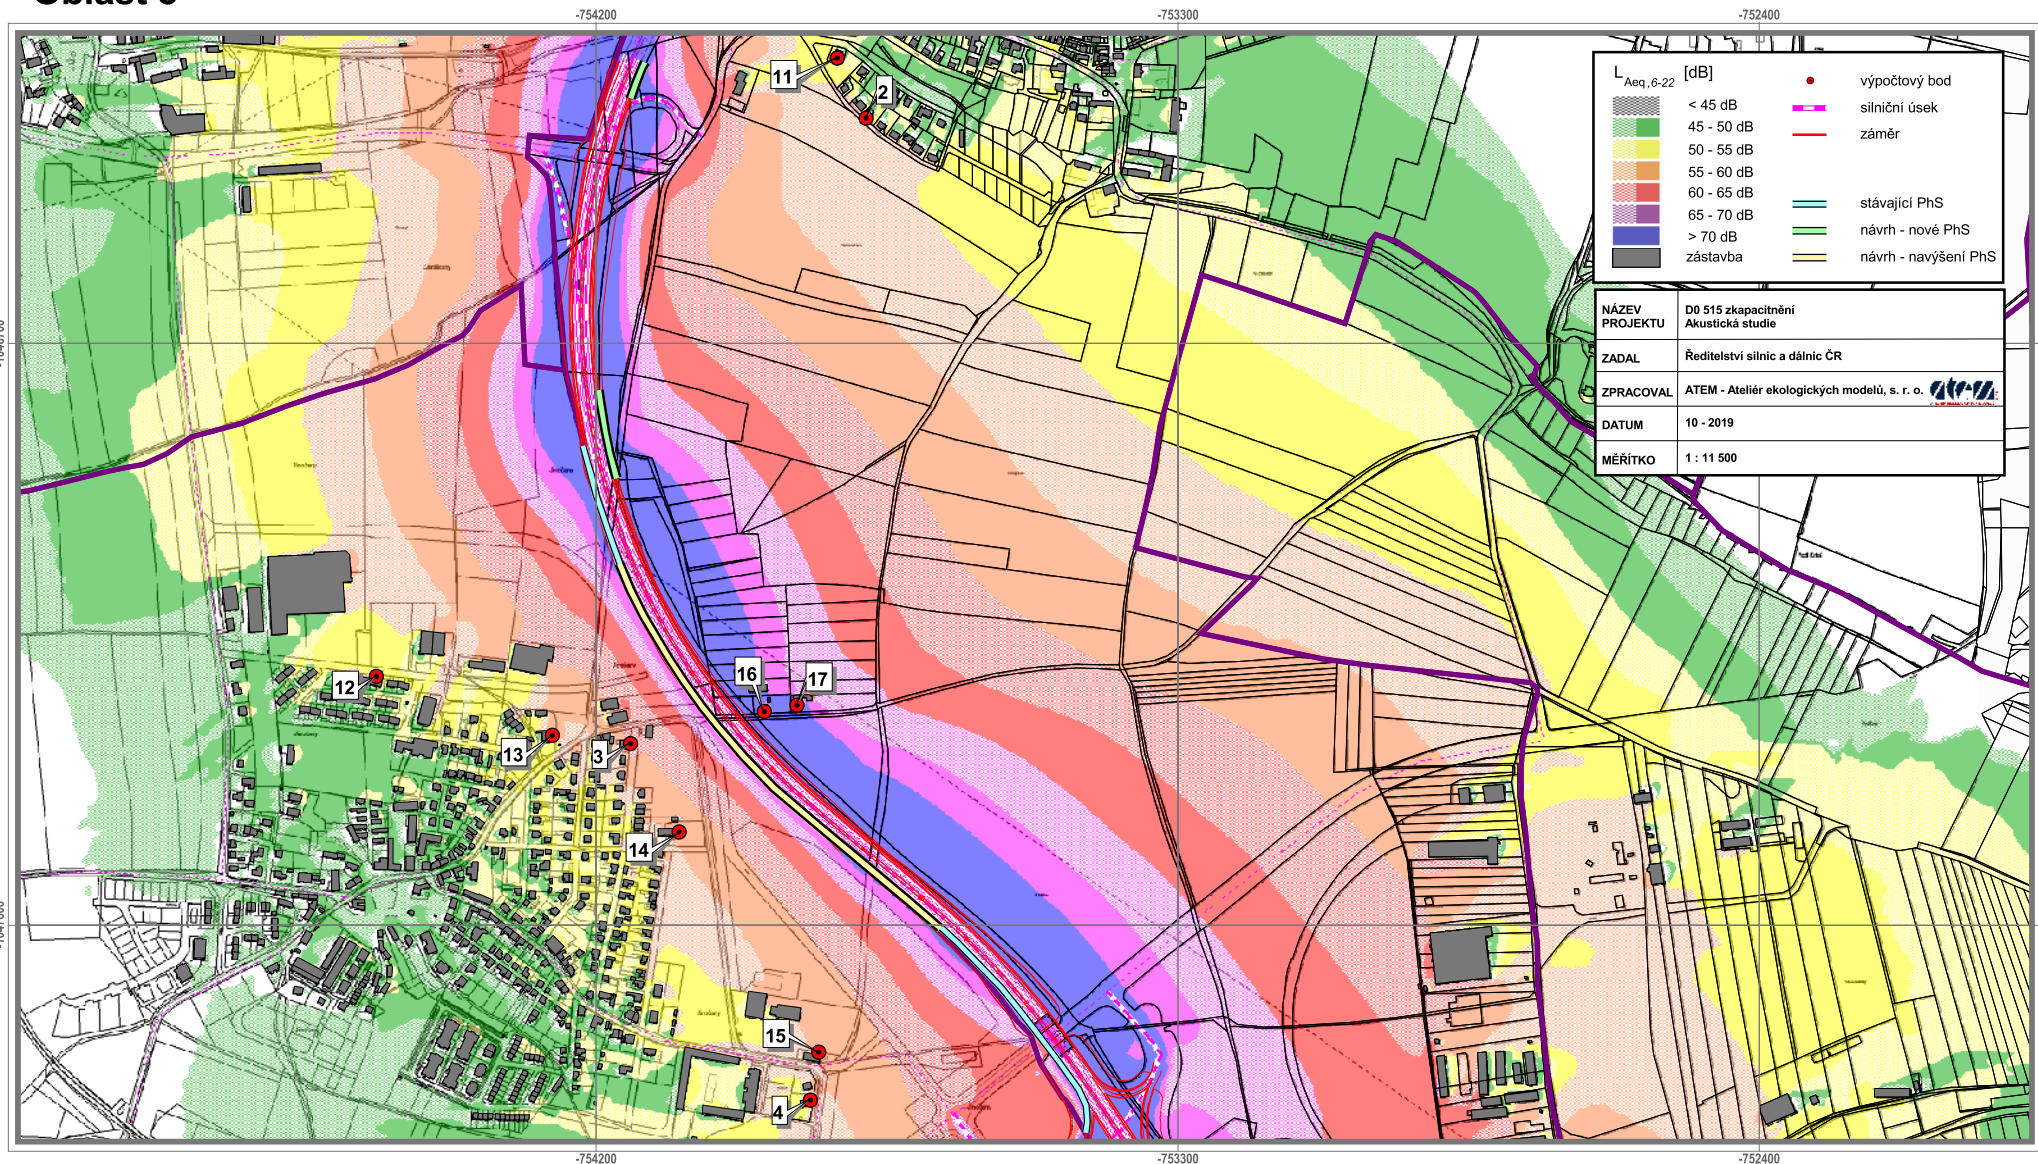 -754200
-753300
-752400
L Aeq,6-22 [dB]
< 45 dB
45 - 50 dB
50 - 55 dB
55 - 60 dB
60 - 65 dB
65 - 70 dB
> 70 dB
zástavba
výpočtový bod
silniční úsek
záměr
stávající PhS
návrh - nové PhS
návrh - navýšení PhS
NÁZEV PROJEKTU
D0 515 zkapacitnění
Akustická studie
ZADAL
Ředitelství silnic a dálnic ČR
ZPRACOVAL
ATEM - Ateliér ekologických modelů, s. r. o.
atem
DATUM
10 - 2019
MĚŘÍTKO
1 : 11 500
11
2
12
13
3
16
17
14
15
4
-754200
-753300
-752400